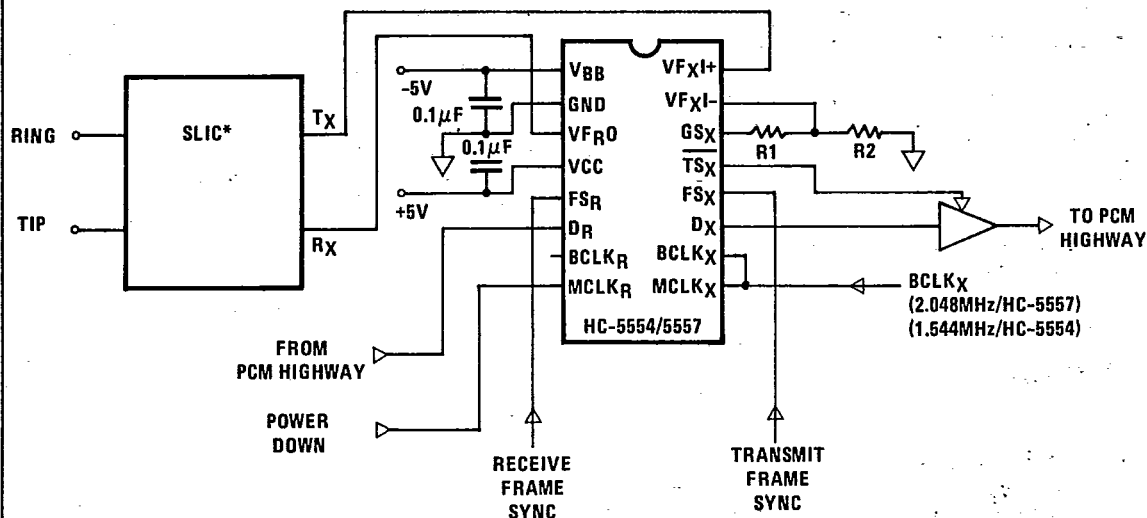 RING
TIP
SLIC*
TX
RX
-5V
0.1μF
0.1μF
+5V
VBB
GND
VFRO
VCC
FSR
DR
BCLKR
MCLKR
VFXI+
VFXI-
GSX
TSX
FSX
DX
BCLKX
MCLKX
HC-5554/5557
R1
R2
TO PCM
HIGHWAY
BCLKX
(2.048MHz/HC-5557)
(1.544MHz/HC-5554)
FROM
PCM HIGHWAY
POWER
DOWN
RECEIVE
FRAME
SYNC
TRANSMIT
FRAME
SYNC